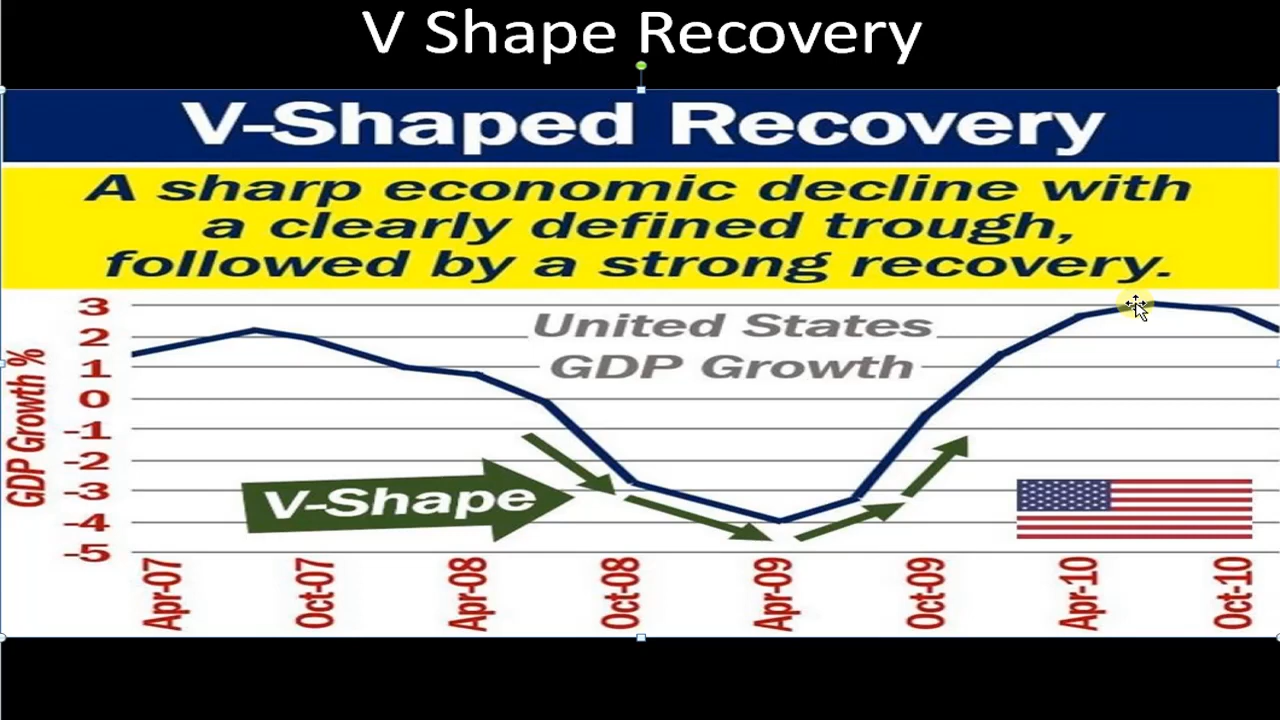 V Shape Recovery
V-Shaped Recovery
A sharp economic decline with
a clearly defined trough,
followed by a strong recovery.
United States
GDP Growth
GDP Growth %
3
2
1
0
-1
-2
-3
-4
-5
V-Shape
Apr-07
Oct-07
Apr-08
Oct-08
Apr-09
Oct-09
Apr-10
Oct-10